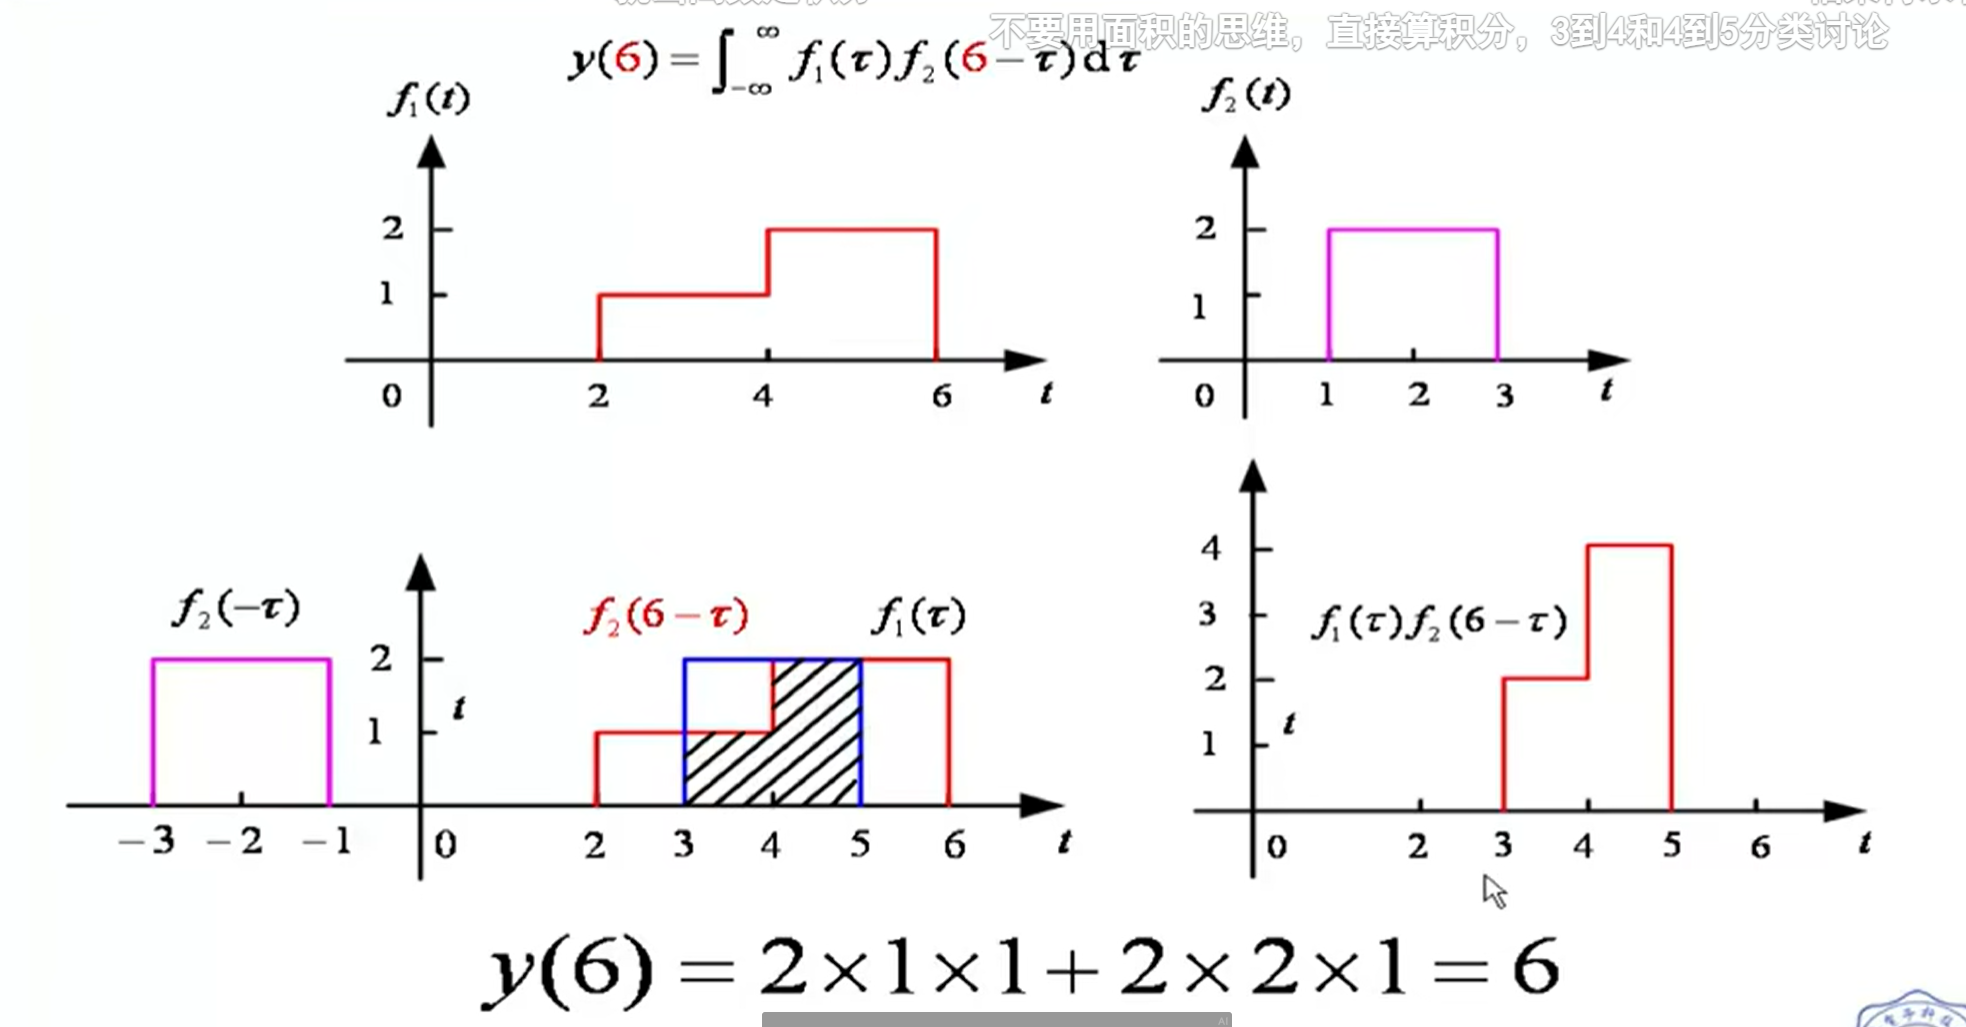 不要用面积的思维，直接算积分，3到4和4到5分类讨论
y(6) = ∫_{-∞}^{∞} f₁(τ) f₂(6−τ) dτ
f₁(t)
2
1
0 2 4 6 t
f₂(t)
2
1
0 1 2 3 t
f₂(−τ) f₂(6−τ) f₁(τ)
2
1 t
−3 −2 −1 0 2 3 4 5 6 t
4
3 f₁(τ)f₂(6−τ)
2
1 t
0 2 3 4 5 6 t
y(6) = 2×1×1+2×2×1 = 6
AI